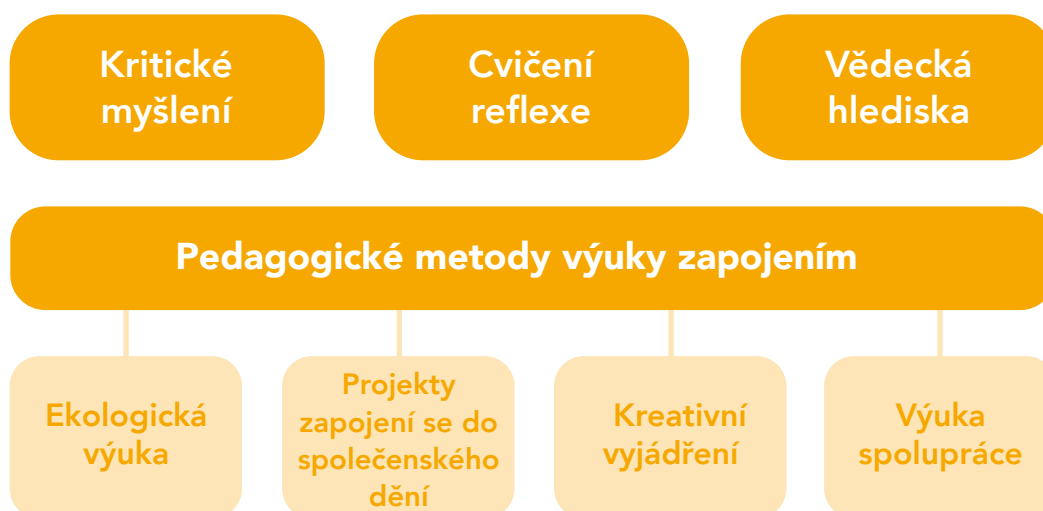 Kritické
myšlení
Cvičení
reflexe
Vědecká
hlediska
Pedagogické metody výuky zapojením
Ekologická
výuka
Projekty
zapojení se do
společenského
dění
Kreativní
vyjádření
Výuka
spolupráce